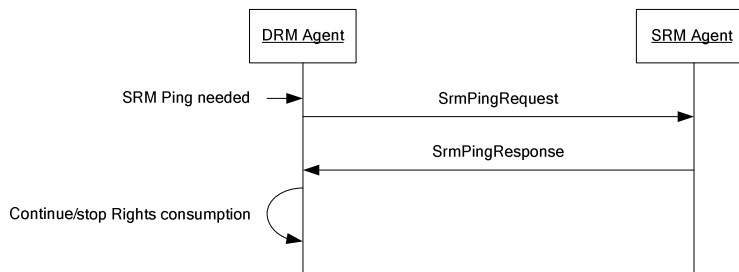 DRM Agent
SRM Agent
SRM Ping needed
SrmPingRequest
SrmPingResponse
Continue/stop Rights consumption